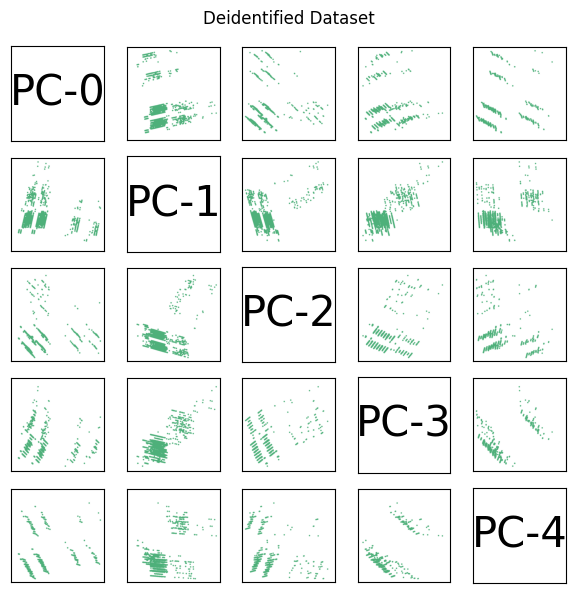 Deidentified Dataset
PC-0
PC-1
PC-2
PC-3
PC-4